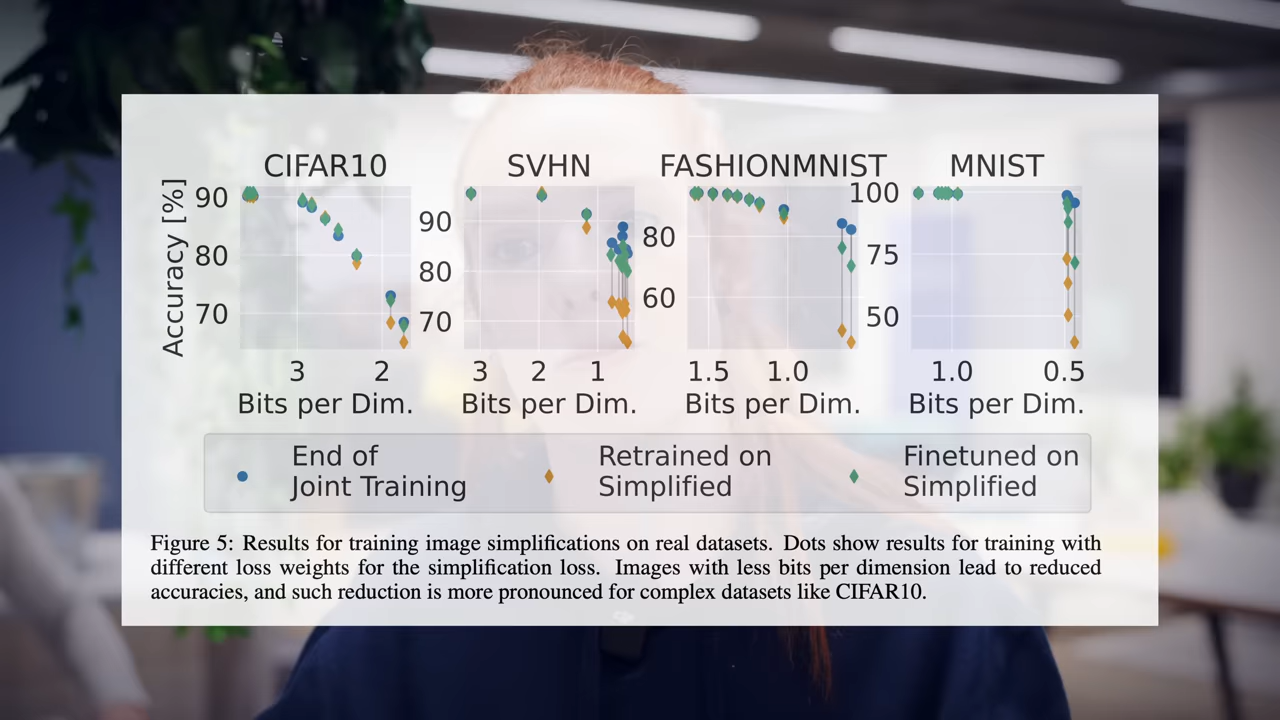 CIFAR10
SVHN
FASHIONMNIST
MNIST
Accuracy [%]
90
80
70
90
80
70
80
60
100
75
50
3 2
3 2 1
1.5 1.0
1.0 0.5
Bits per Dim.
Bits per Dim.
Bits per Dim.
Bits per Dim.
End of
Joint Training
Retrained on
Simplified
Finetuned on
Simplified
Figure 5: Results for training image simplifications on real datasets. Dots show results for training with
different loss weights for the simplification loss. Images with less bits per dimension lead to reduced
accuracies, and such reduction is more pronounced for complex datasets like CIFAR10.